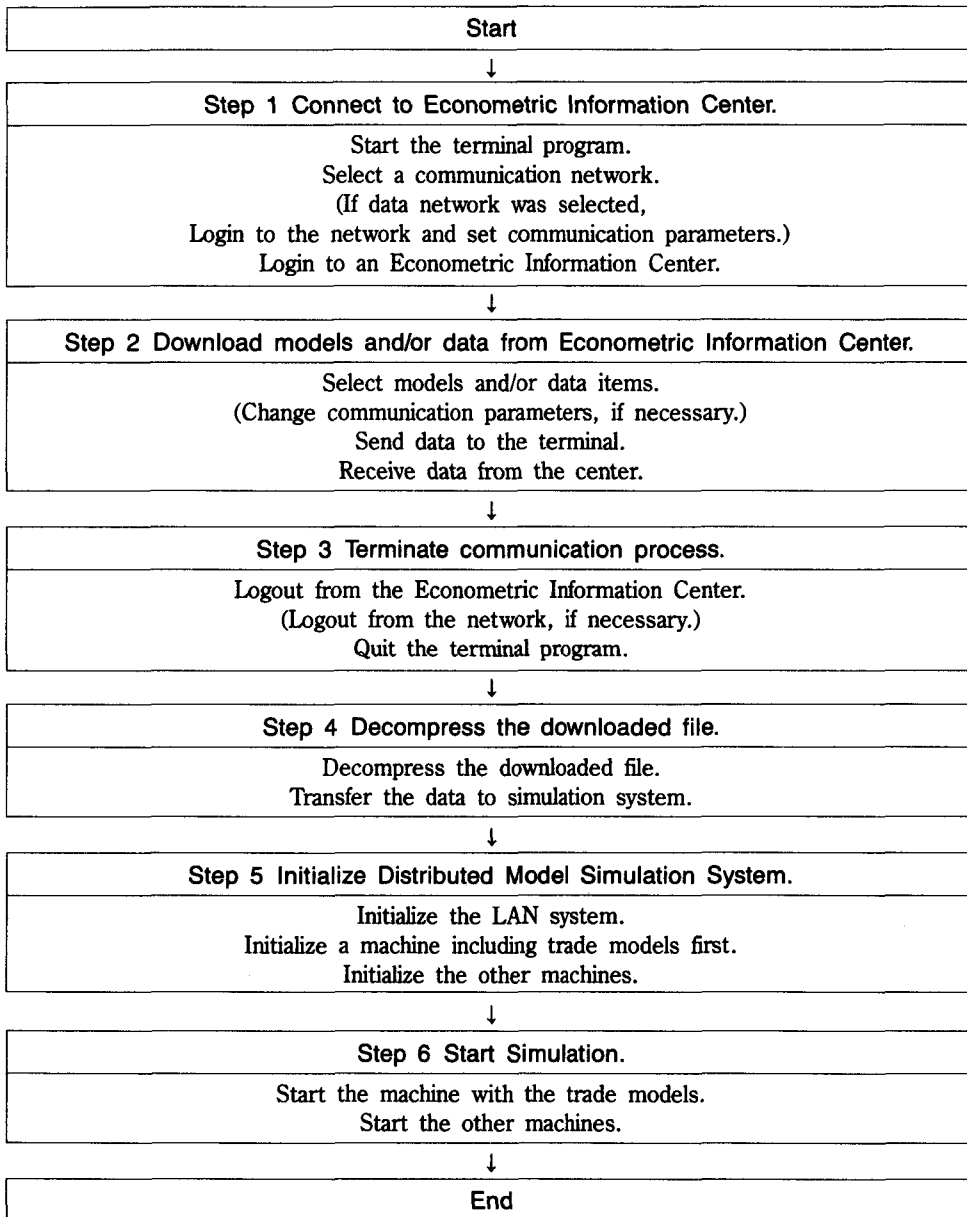 Start
↓
Step 1 Connect to Econometric Information Center.
Start the terminal program.
Select a communication network.
(If data network was selected,
Login to the network and set communication parameters.)
Login to an Econometric Information Center.
↓
Step 2 Download models and/or data from Econometric Information Center.
Select models and/or data items.
(Change communication parameters, if necessary.)
Send data to the terminal.
Receive data from the center.
↓
Step 3 Terminate communication process.
Logout from the Econometric Information Center.
(Logout from the network, if necessary.)
Quit the terminal program.
↓
Step 4 Decompress the downloaded file.
Decompress the downloaded file.
Transfer the data to simulation system.
↓
Step 5 Initialize Distributed Model Simulation System.
Initialize the LAN system.
Initialize a machine including trade models first.
Initialize the other machines.
↓
Step 6 Start Simulation.
Start the machine with the trade models.
Start the other machines.
↓
End